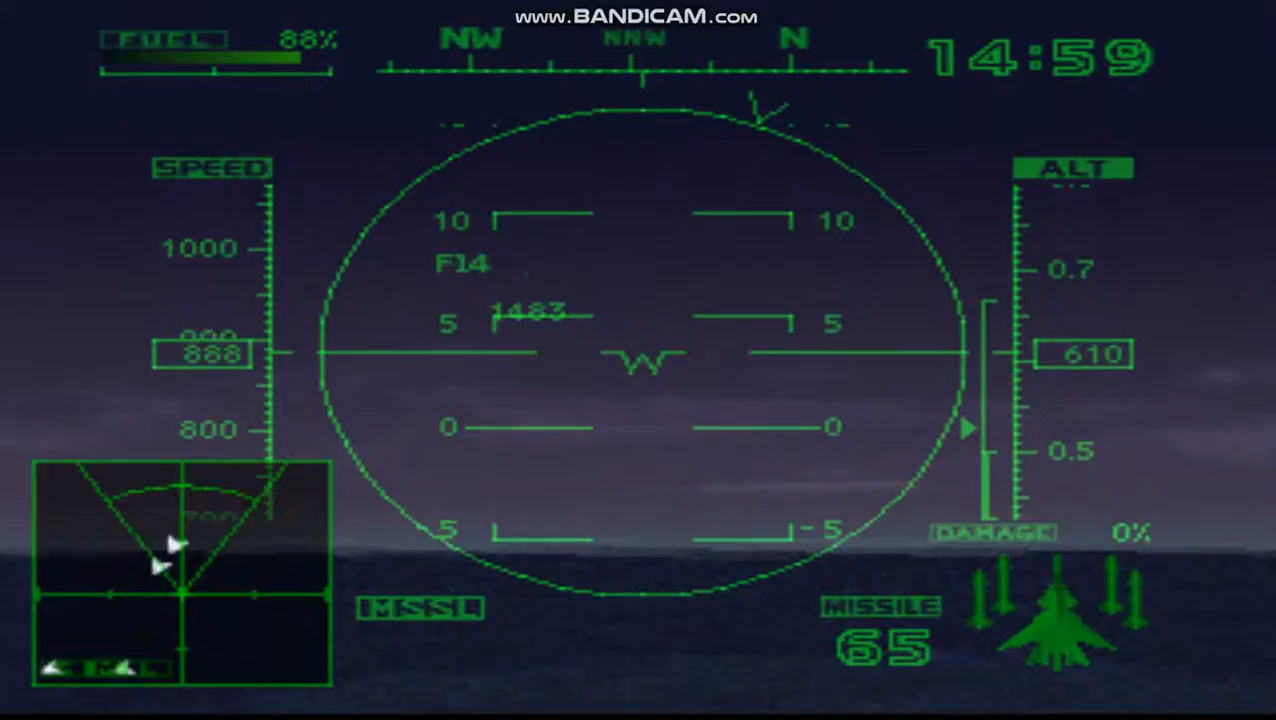 www.BANDICAM.com
FUEL 88%
NW NNW N
14:59
SPEED
ALT
10 10
1000
F14
0.7
1483
5 5
888
610
800
0 0
0.5
5 -5
DAMAGE 0%
MSSL
MISSILE
65